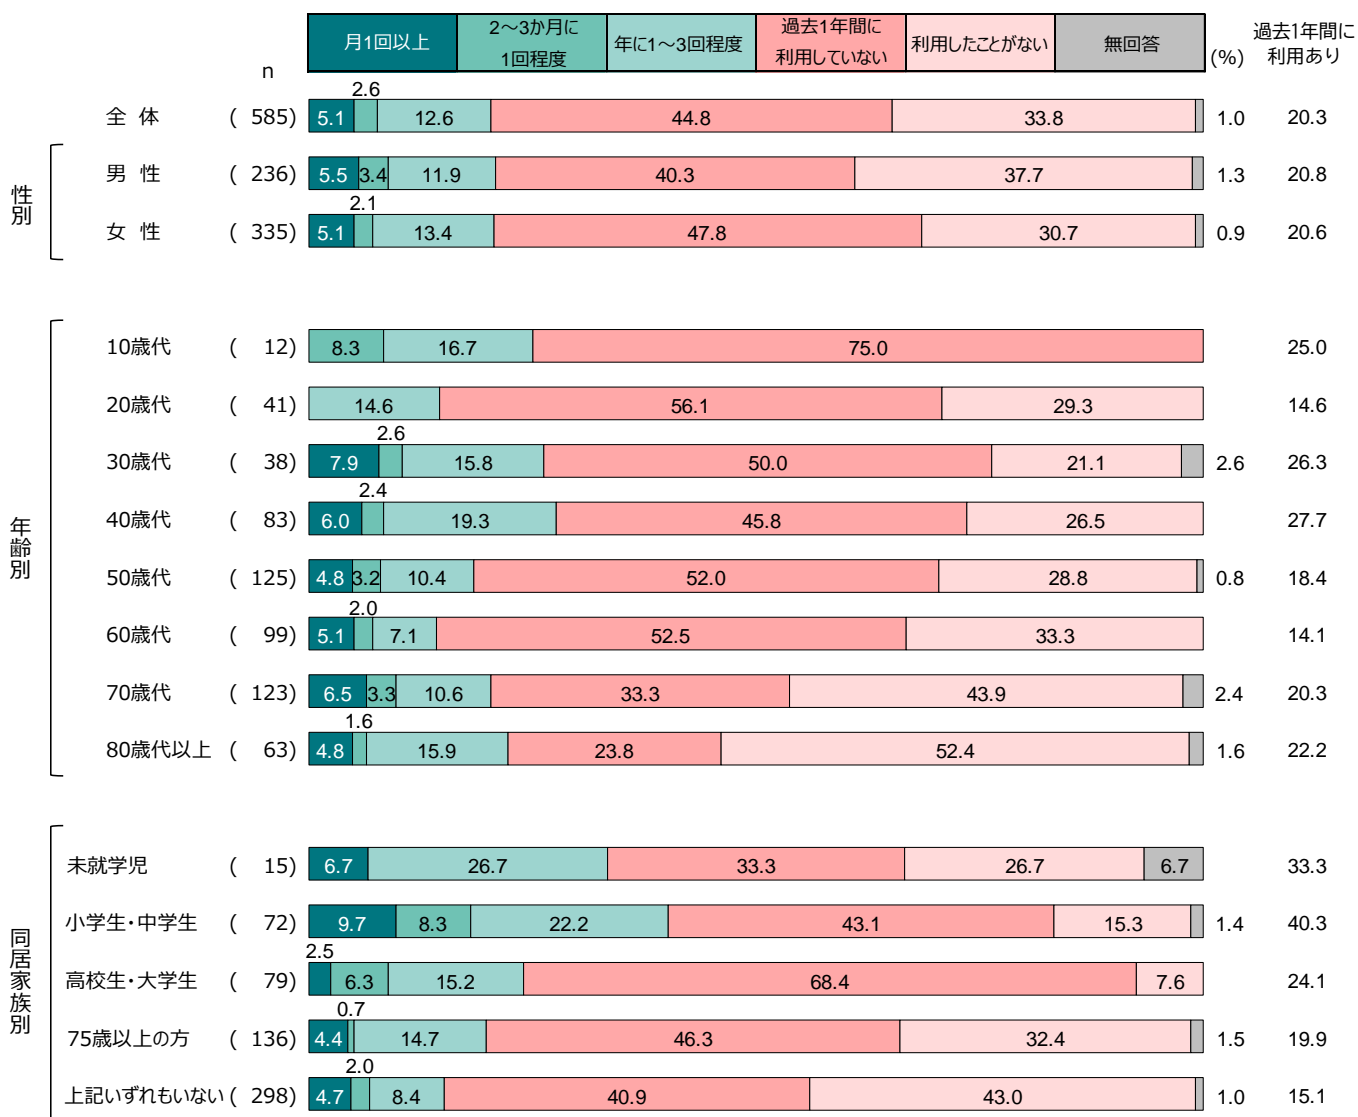 月1回以上
2～3か月に
1回程度
年に1～3回程度
過去1年間に
利用していない
利用したことがない
無回答
(%)
過去1年間に
利用あり
n
全 体 ( 585) 5.1 2.6 12.6 44.8 33.8 1.0 20.3
性別
男 性 ( 236) 5.5 3.4 11.9 40.3 37.7 1.3 20.8
女 性 ( 335) 5.1 2.1 13.4 47.8 30.7 0.9 20.6
年齢別
10歳代 ( 12) 8.3 16.7 75.0 25.0
20歳代 ( 41) 14.6 56.1 29.3 14.6
30歳代 ( 38) 7.9 2.6 15.8 50.0 21.1 2.6 26.3
40歳代 ( 83) 6.0 2.4 19.3 45.8 26.5 27.7
50歳代 ( 125) 4.8 3.2 10.4 52.0 28.8 0.8 18.4
60歳代 ( 99) 5.1 2.0 7.1 52.5 33.3 14.1
70歳代 ( 123) 6.5 3.3 10.6 33.3 43.9 2.4 20.3
80歳代以上 ( 63) 4.8 1.6 15.9 23.8 52.4 1.6 22.2
同居家族別
未就学児 ( 15) 6.7 26.7 33.3 26.7 6.7 33.3
小学生・中学生 ( 72) 9.7 8.3 22.2 43.1 15.3 1.4 40.3
高校生・大学生 ( 79) 2.5 6.3 15.2 68.4 7.6 24.1
75歳以上の方 ( 136) 4.4 0.7 14.7 46.3 32.4 1.5 19.9
上記いずれもいない ( 298) 4.7 2.0 8.4 40.9 43.0 1.0 15.1